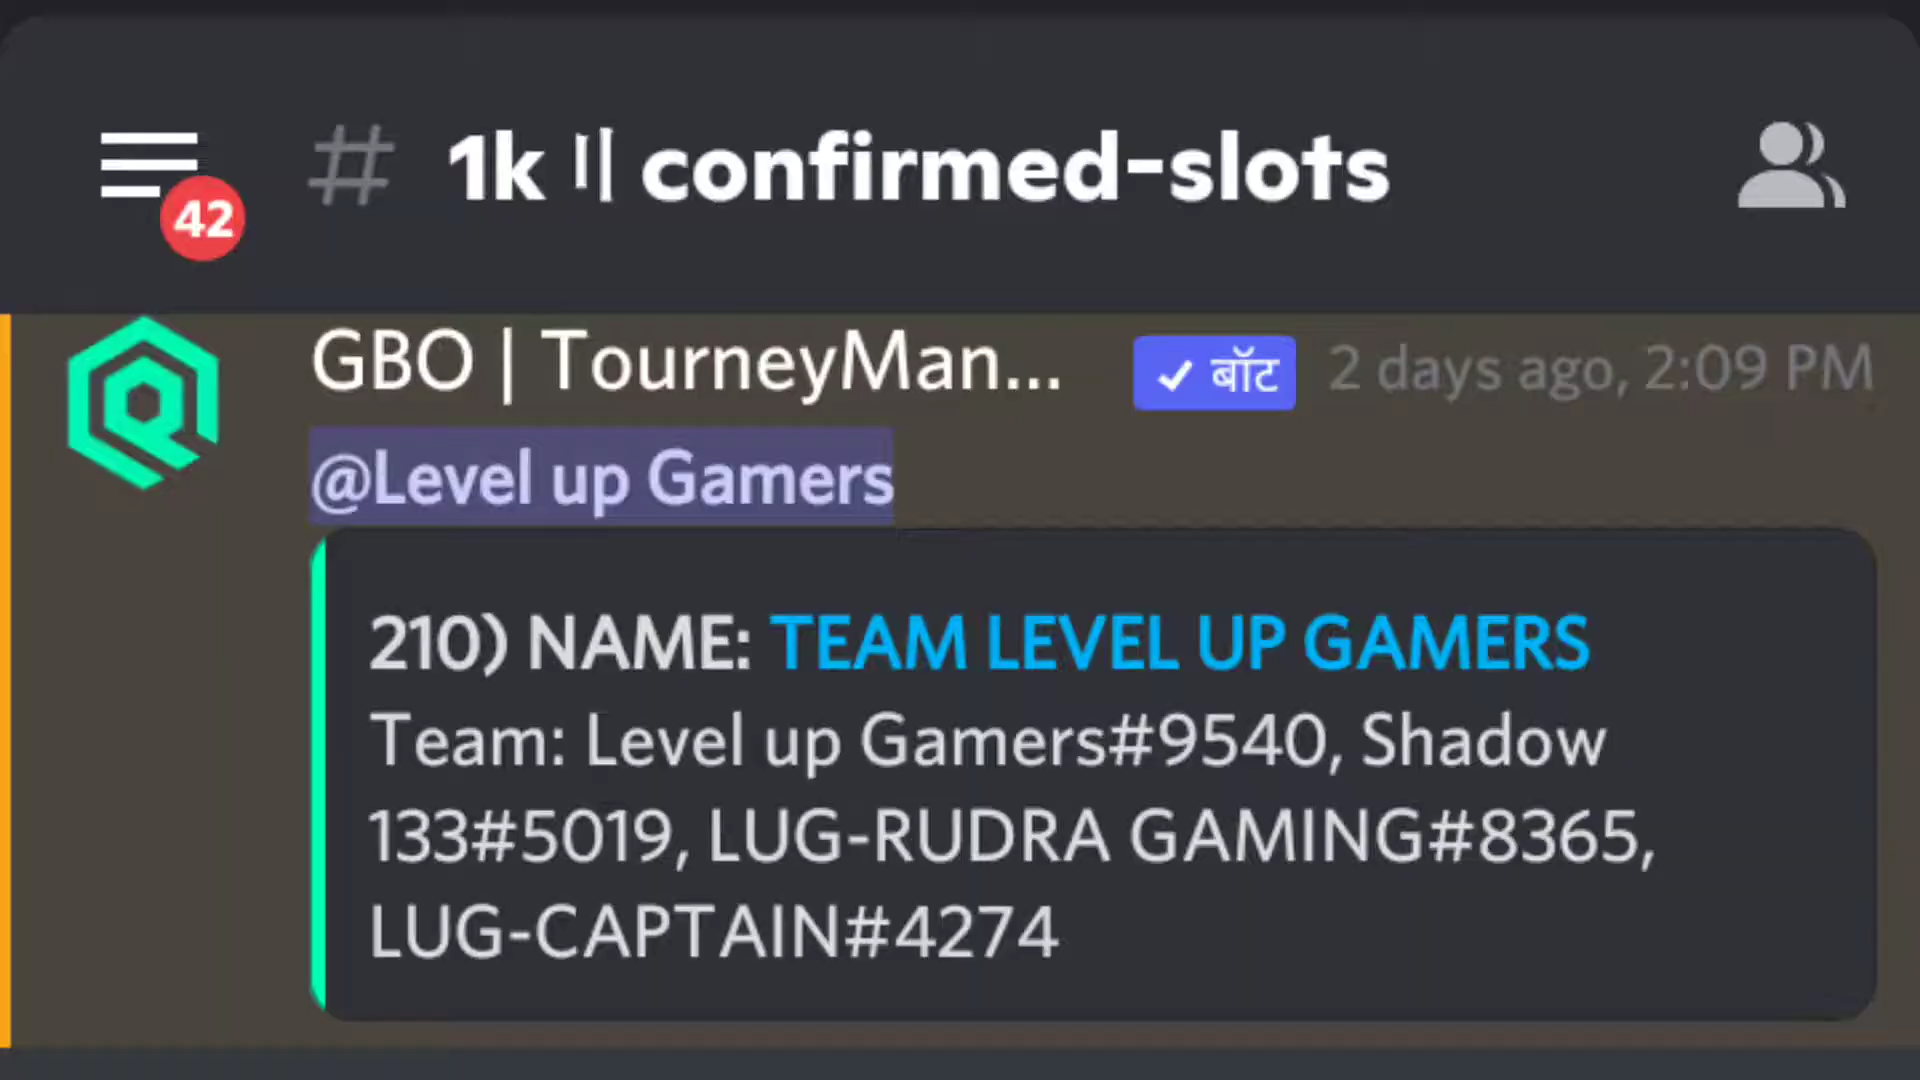 # 1k || confirmed-slots
42
GBO | TourneyMan... ✓ बॉट 2 days ago, 2:09 PM
@Level up Gamers
210) NAME: TEAM LEVEL UP GAMERS
Team: Level up Gamers#9540, Shadow
133#5019, LUG-RUDRA GAMING#8365,
LUG-CAPTAIN#4274